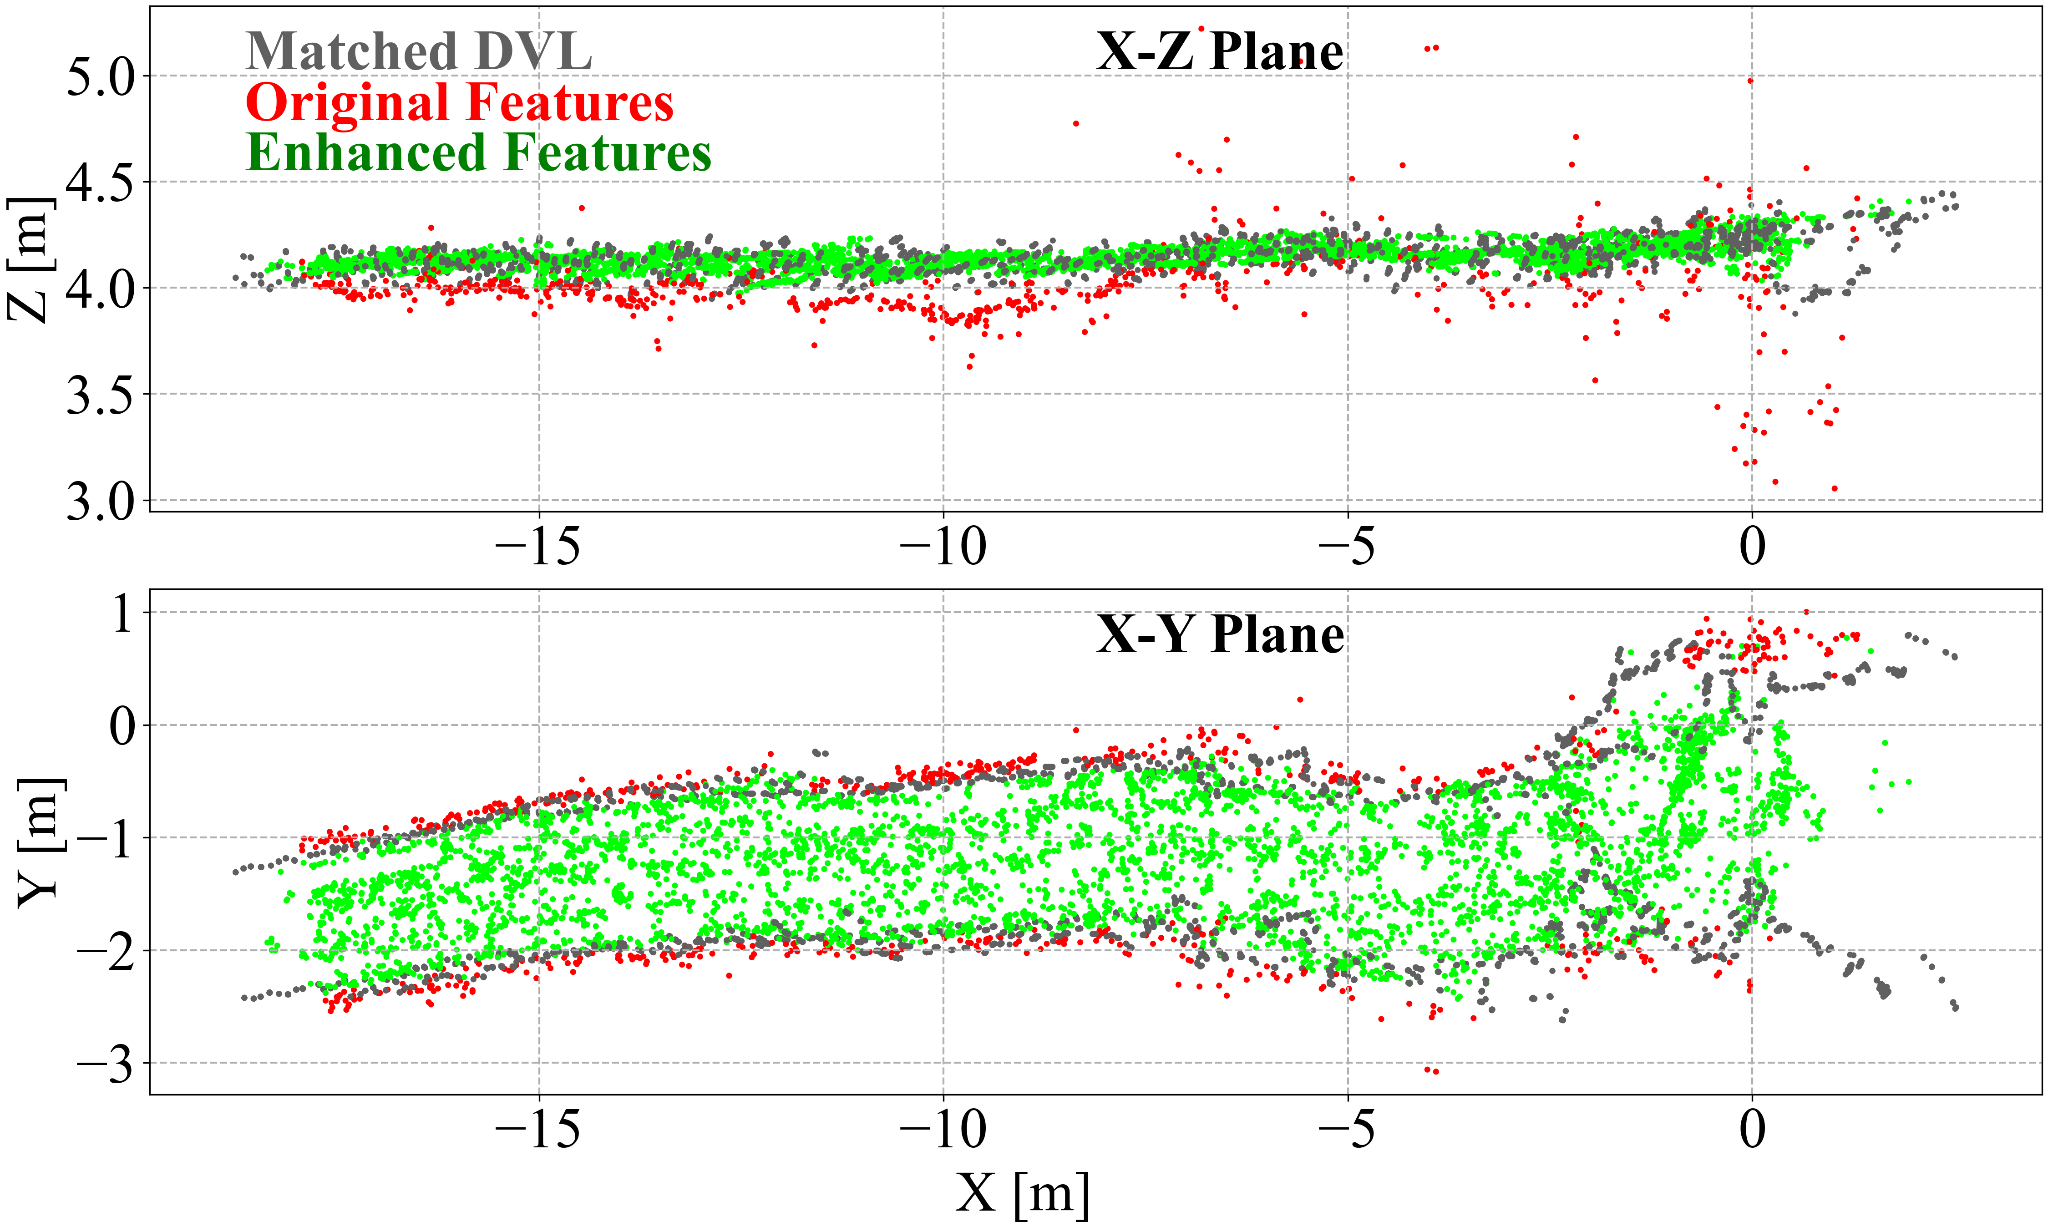 Matched DVL
Original Features
Enhanced Features
X-Z Plane
Z [m]
5.0
4.5
4.0
3.5
3.0
−15
−10
−5
0
X-Y Plane
Y [m]
1
0
−1
−2
−3
−15
−10
−5
0
X [m]